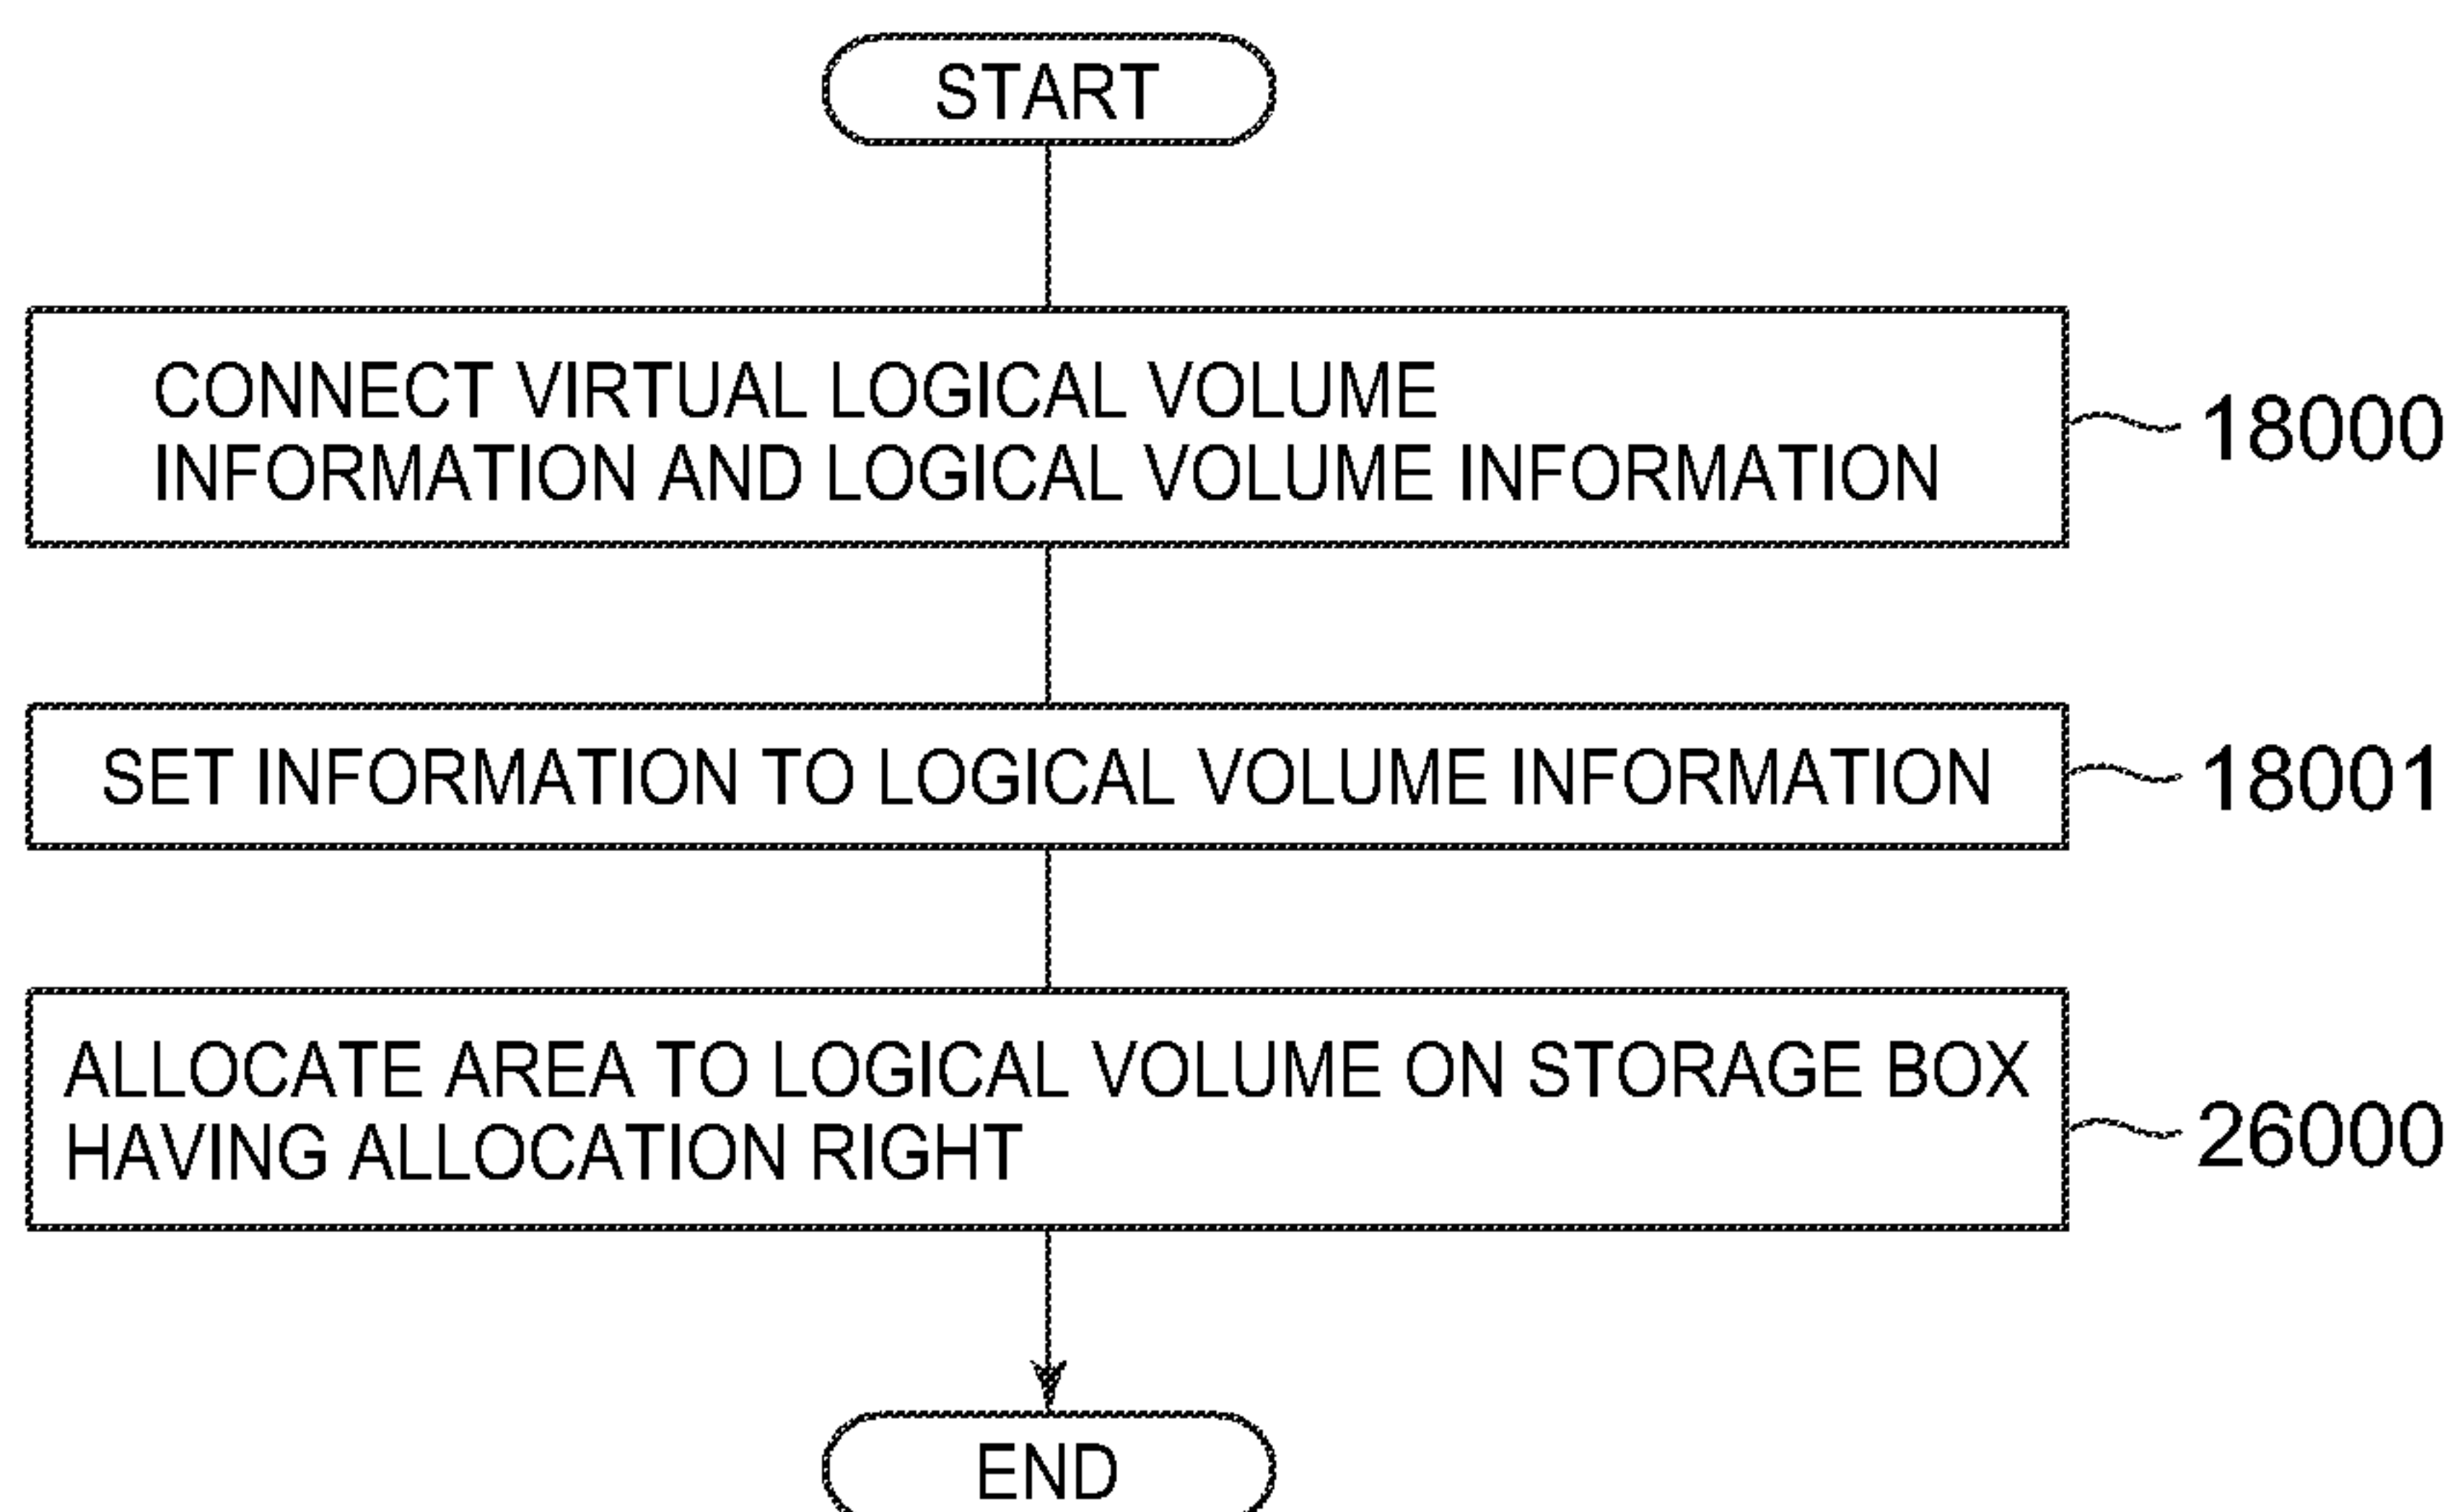 START
CONNECT VIRTUAL LOGICAL VOLUME
INFORMATION AND LOGICAL VOLUME INFORMATION
18000
SET INFORMATION TO LOGICAL VOLUME INFORMATION
18001
ALLOCATE AREA TO LOGICAL VOLUME ON STORAGE BOX
HAVING ALLOCATION RIGHT
26000
END